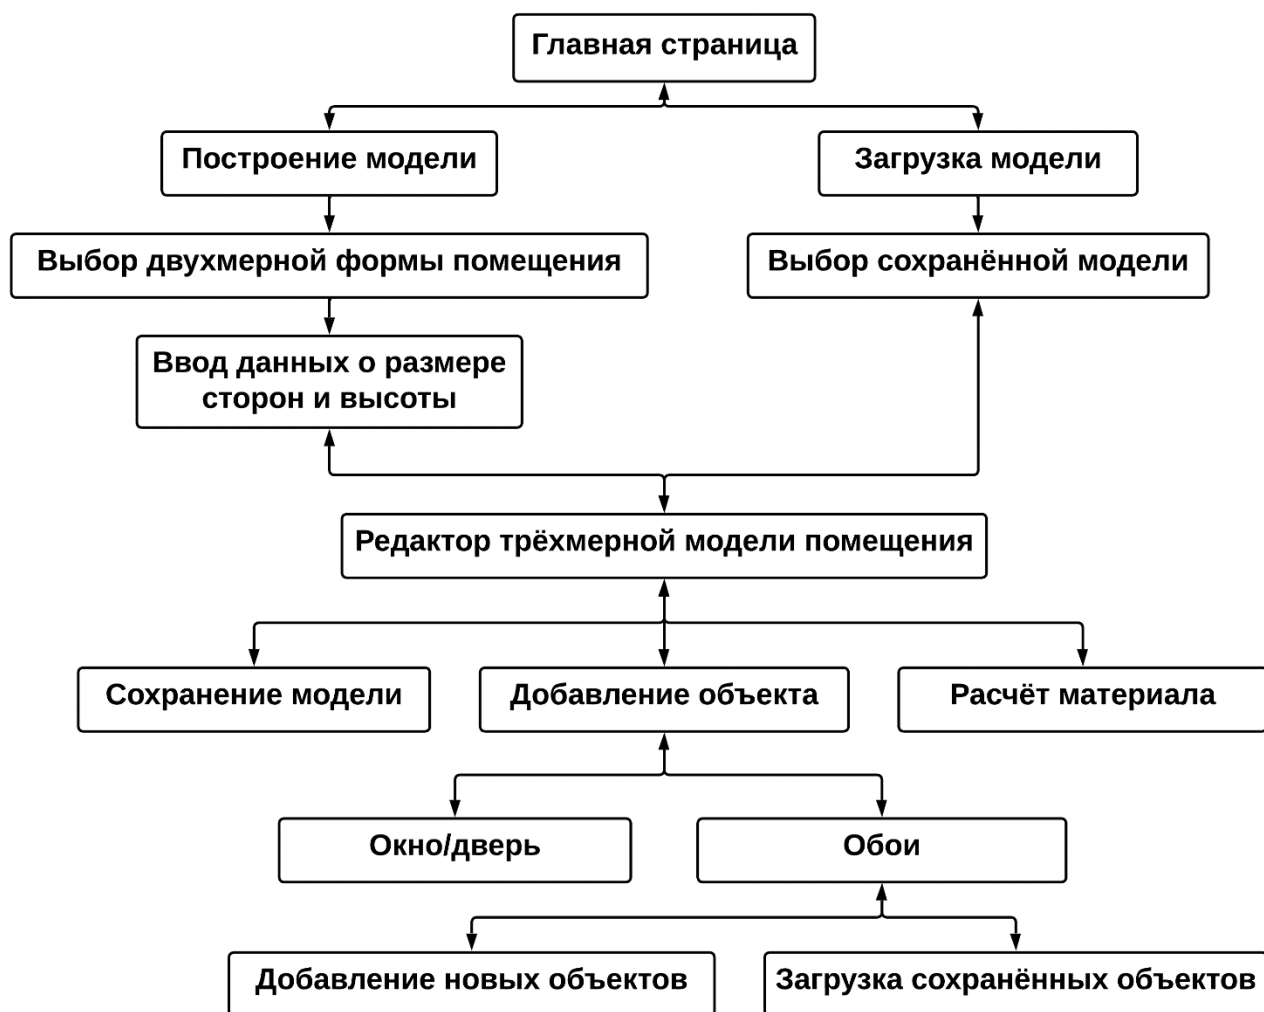 Главная страница
Построение модели
Загрузка модели
Выбор двухмерной формы помещения
Выбор сохранённой модели
Ввод данных о размере
сторон и высоты
Редактор трёхмерной модели помещения
Сохранение модели
Добавление объекта
Расчёт материала
Окно/дверь
Обои
Добавление новых объектов
Загрузка сохранённых объектов